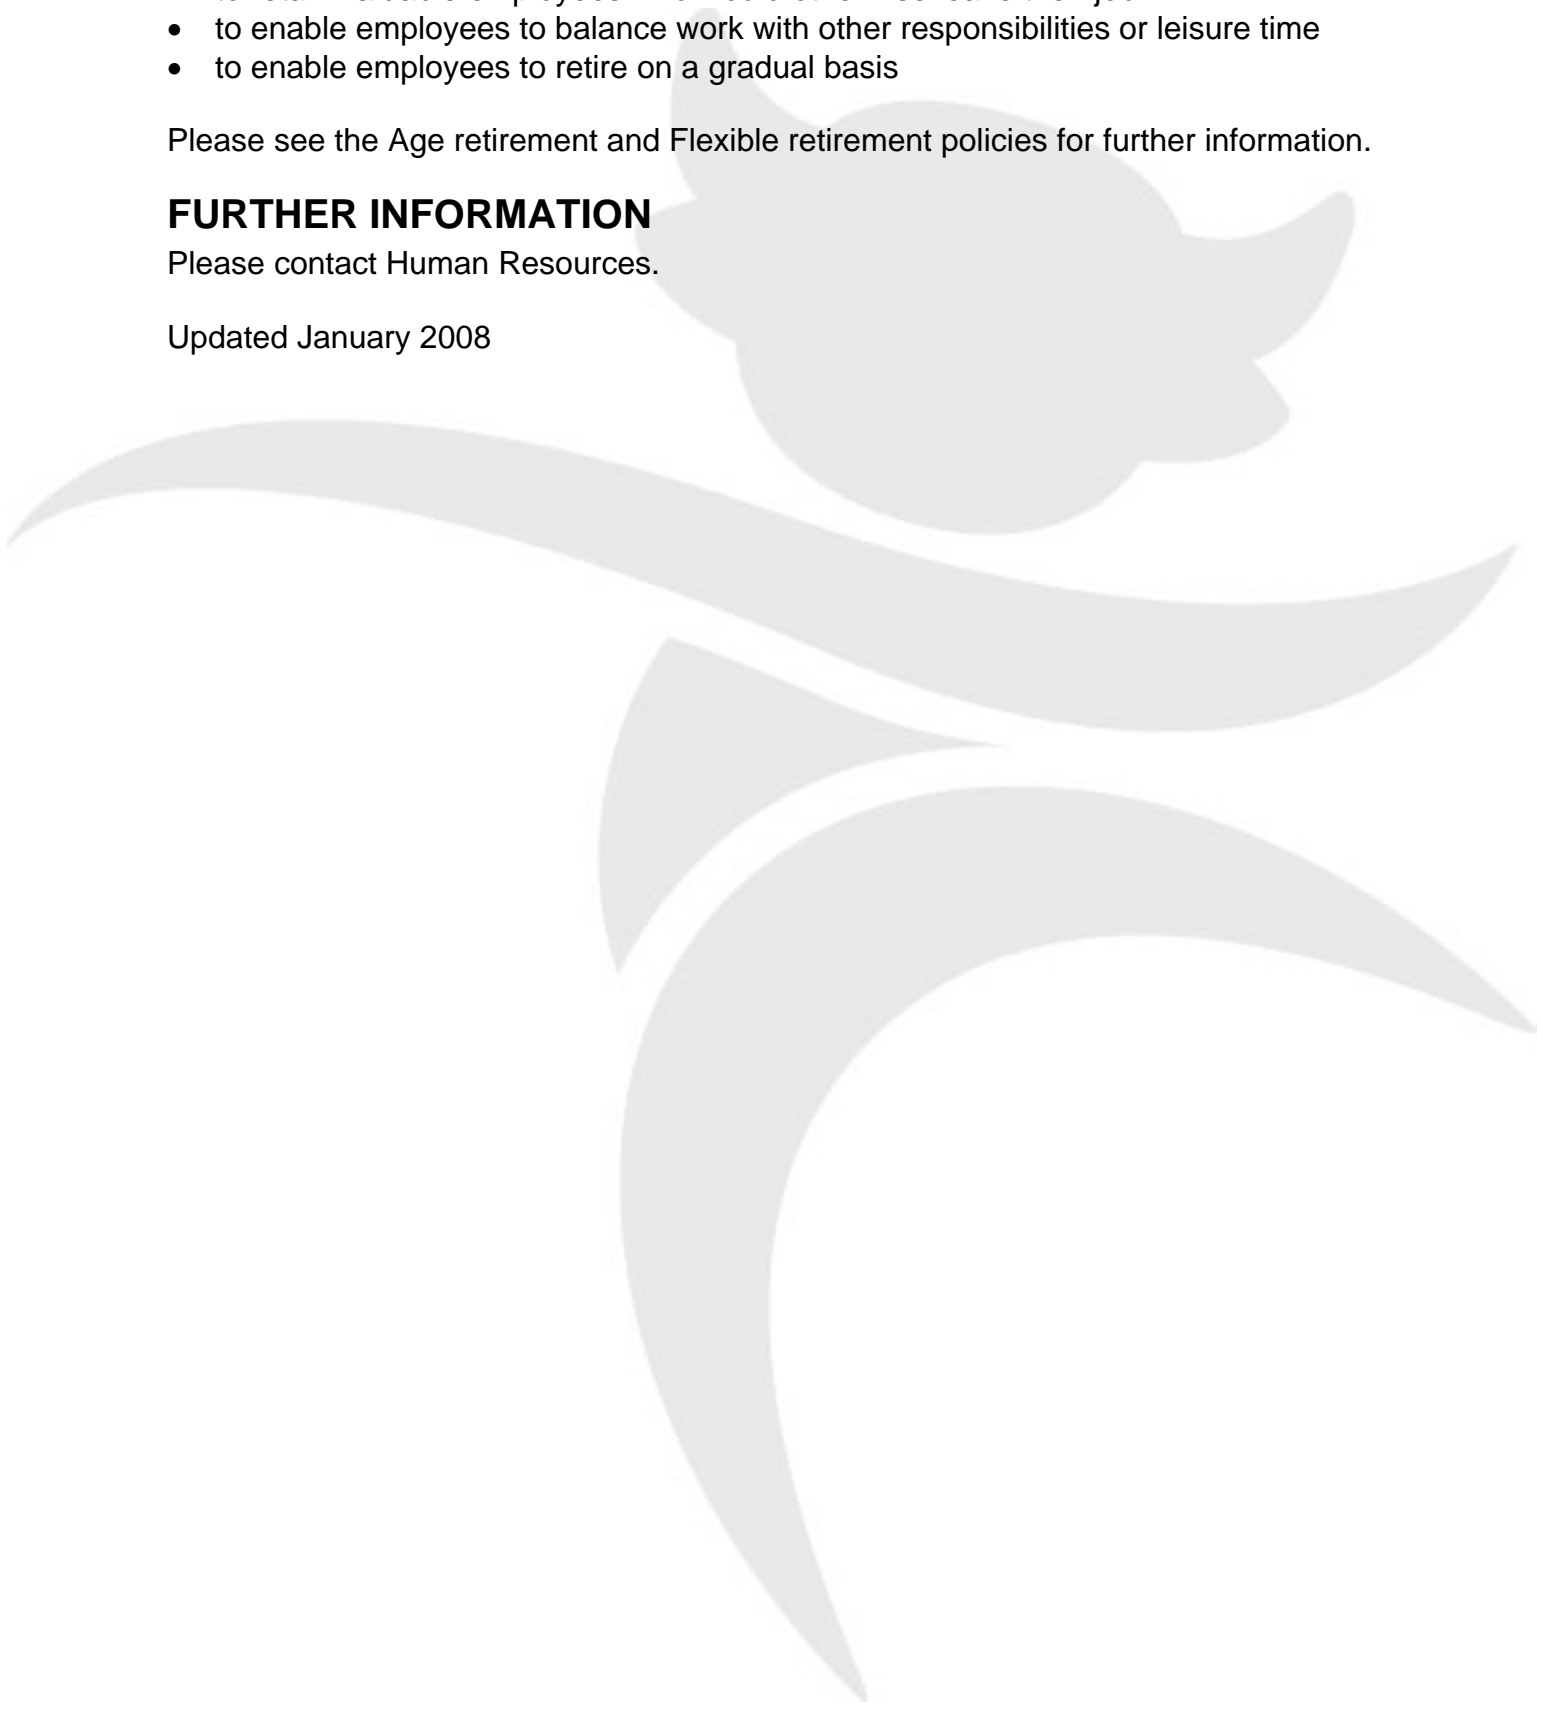 to enable employees to balance work with other responsibilities or leisure time
• to enable employees to retire on a gradual basis
Please see the Age retirement and Flexible retirement policies for further information.
FURTHER INFORMATION
Please contact Human Resources.
Updated January 2008